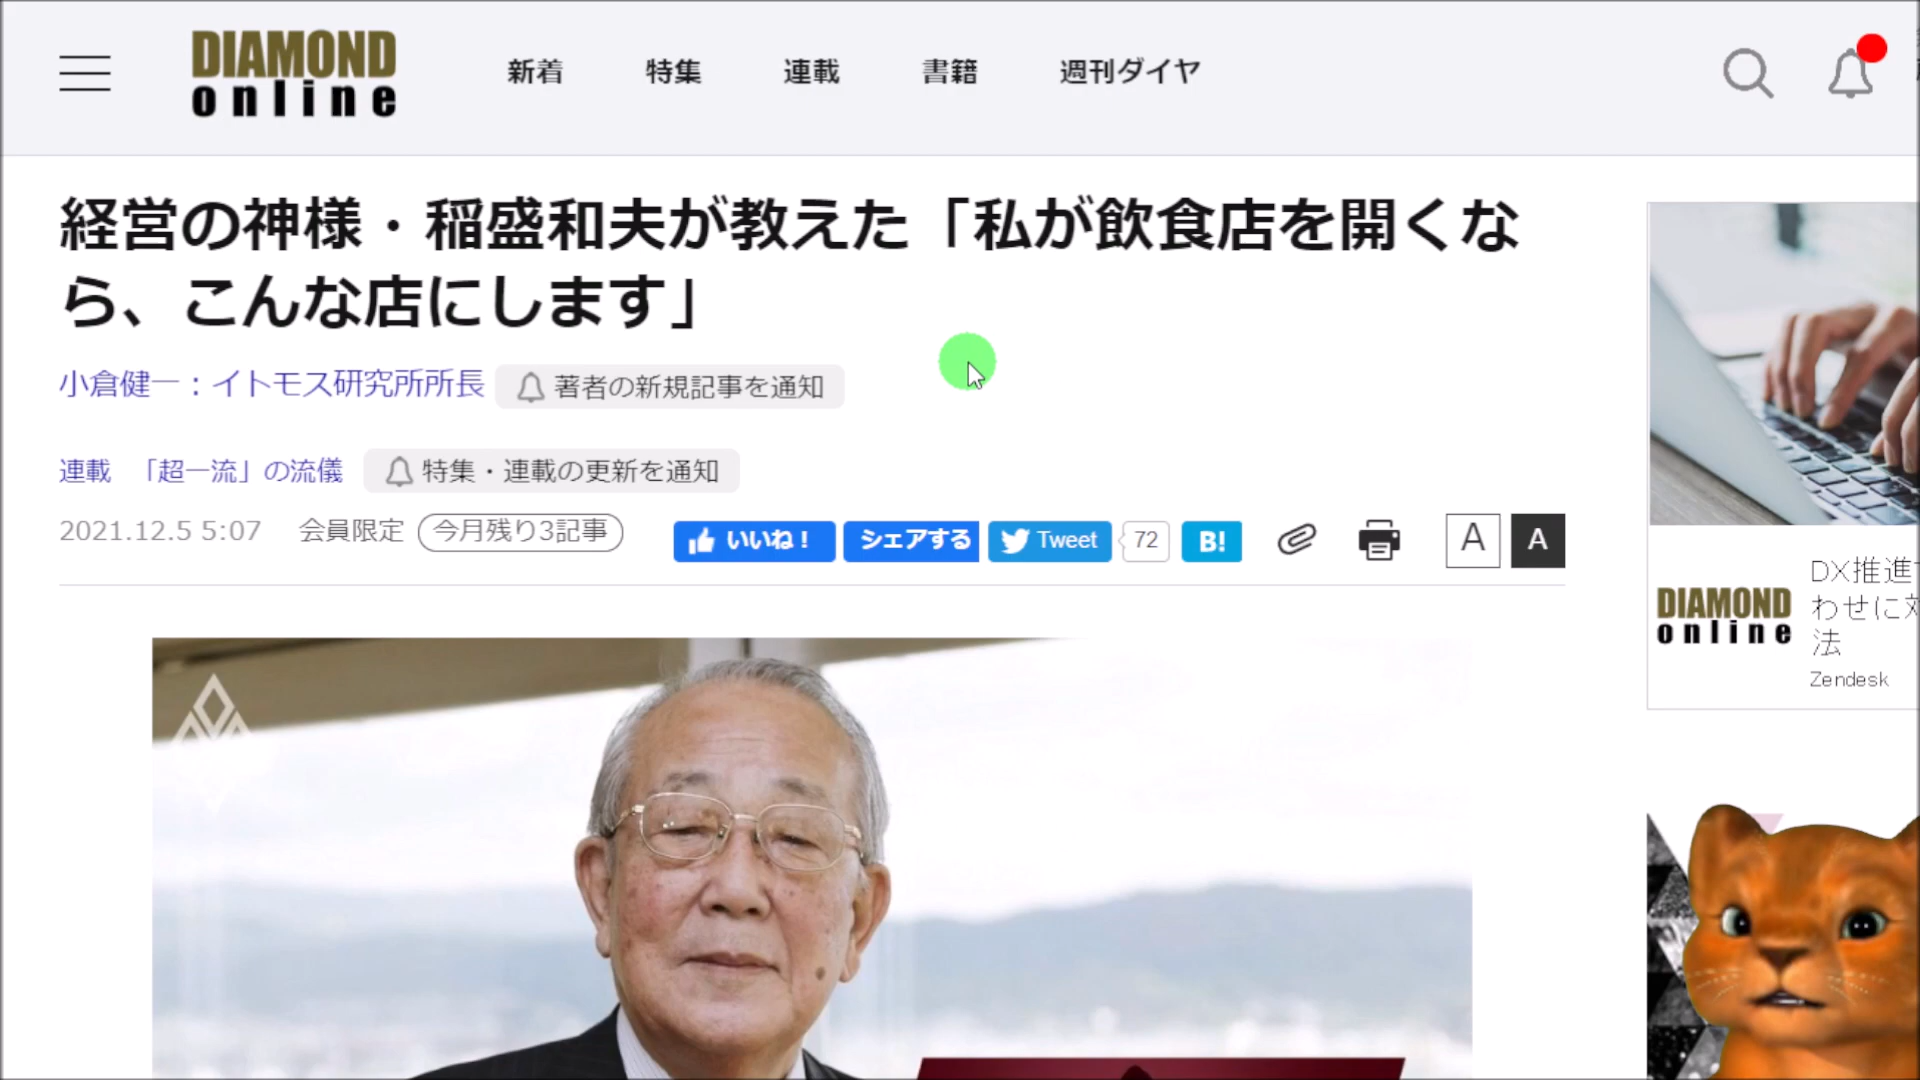 DIAMOND
online
新着
特集
連載
書籍
週刊ダイヤ
経営の神様・稲盛和夫が教えた「私が飲食店を開くな
ら、こんな店にします」
小倉健一：イトモス研究所所長
著者の新規記事を通知
連載 「超一流」の流儀
特集・連載の更新を通知
2021.12.5 5:07
会員限定
今月残り3記事
いいね！
シェアする
Tweet
72
B!
A
A
DX推進
DIAMOND
online
わせに
法
Zendesk